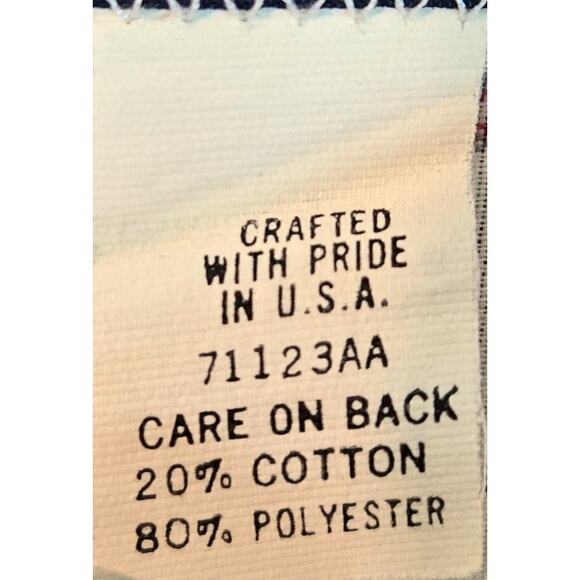 CRAFTED
WITH PRIDE
IN U.S.A.
71123AA
CARE ON BACK
20% COTTON
80% POLYESTER